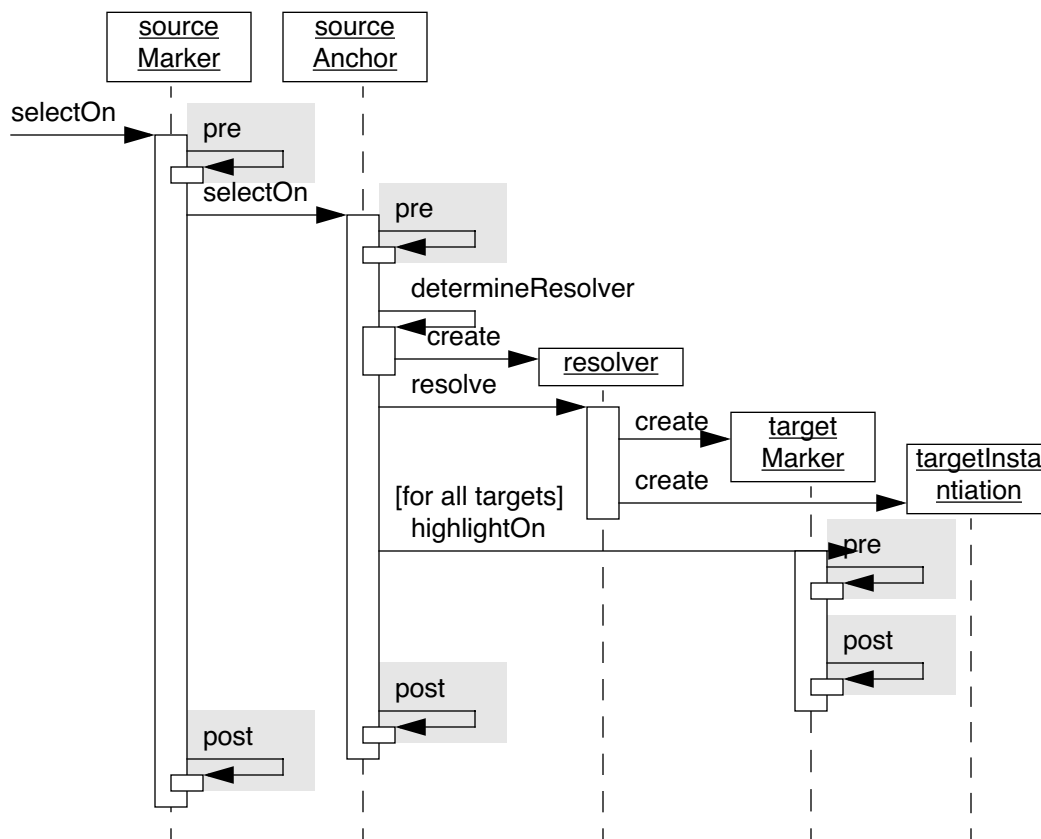 source
Marker
source
Anchor
selectOn
pre
selectOn
pre
determineResolver
create
resolver
resolve
create
target
Marker
targetInsta
ntiation
create
[for all targets]
highlightOn
pre
post
post
post